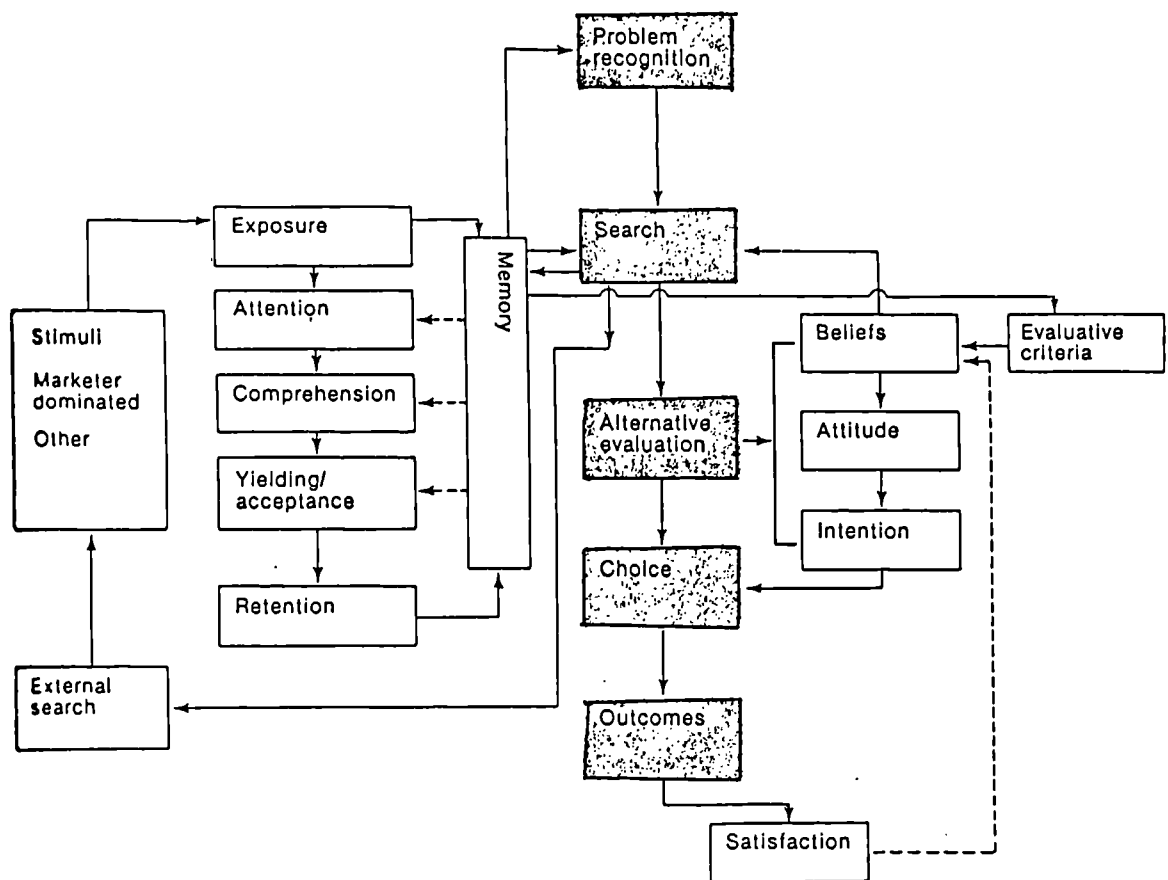 Problem
recognition
Exposure
Search
Memory
Attention
Stimuli
Marketer
dominated
Other
Beliefs
Evaluative
criteria
Comprehension
Alternative
evaluation
Attitude
Yielding/
acceptance
Intention
Choice
Retention
External
search
Outcomes
Satisfaction